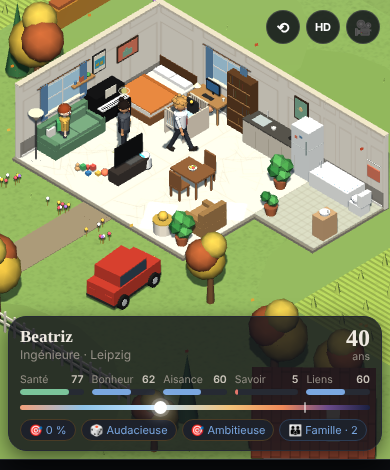 HD
Beatriz
40
Ingénieure · Leipzig
ans
Santé 76 Bonheur 62 Aisance 60 Savoir 5 Liens 60
0 % Audacieuse Ambitieuse Famille · 2